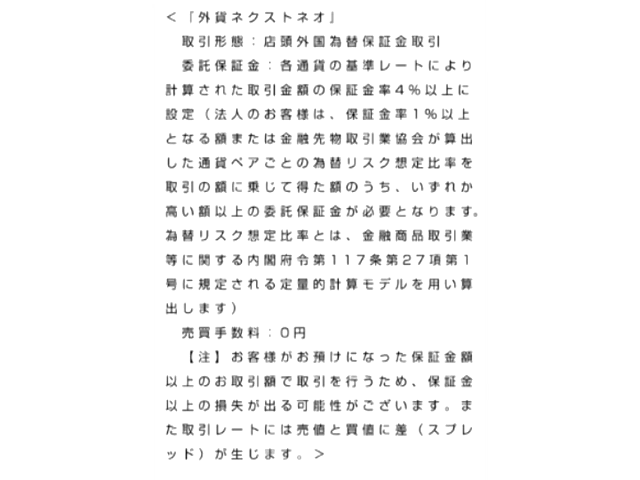 ＜『外貨ネクストネオ』
取引形態：店頭外国為替保証金取引
委託保証金：各通貨の基準レートにより
計算された取引金額の保証金率4％以上に
設定（法人のお客様は、保証金率1％以上
となる額または金融先物取引業協会が算出
した通貨ペアごとの為替リスク想定比率を
取引の額に乗じて得た額のうち、いずれか
高い額以上の委託保証金が必要となります。
為替リスク想定比率とは、金融商品取引業
等に関する内閣府令第117条第27項第1
号に規定される定量的計算モデルを用い算
出します）
売買手数料：0円
【注】お客様がお預けになった保証金額
以上のお取引額で取引を行うため、保証金
以上の損失が出る可能性がございます。ま
た取引レートには売値と買値に差（スプレ
ッド）が生じます。＞